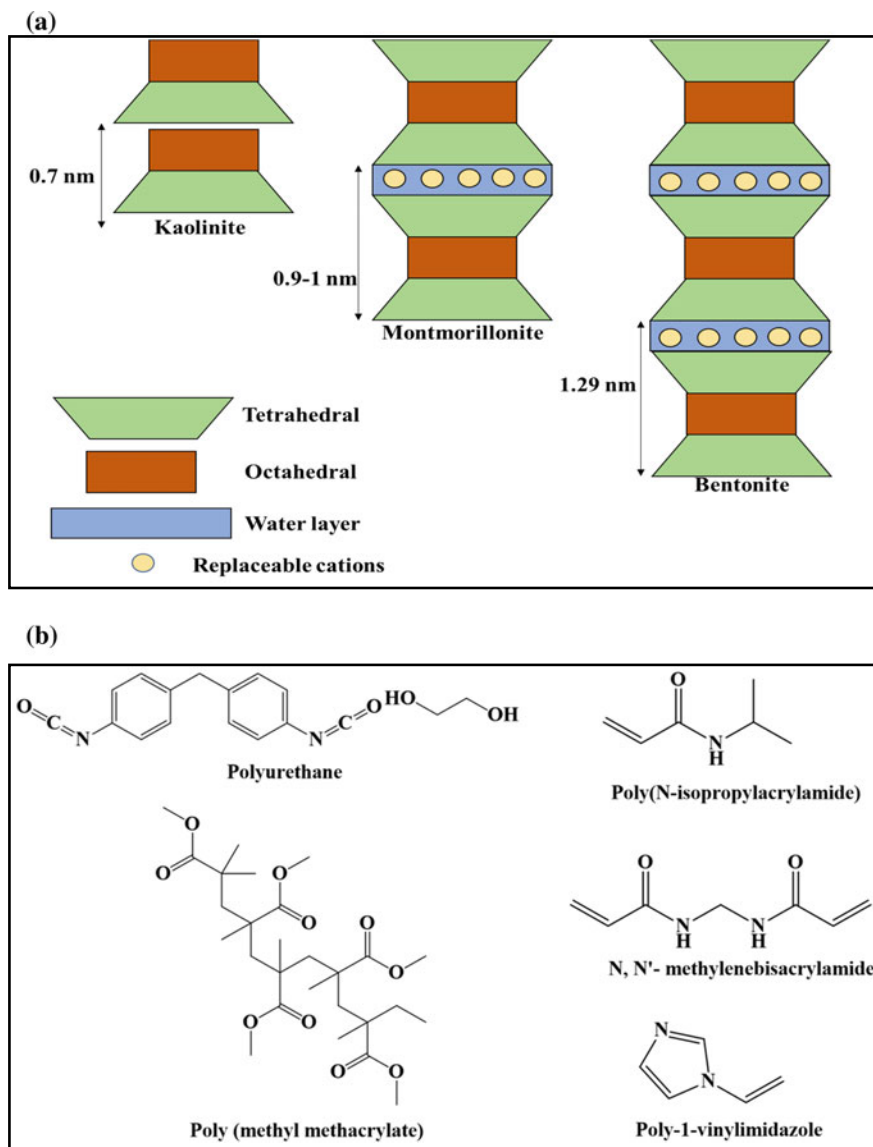 (a)
0.7 nm
Kaolinite
0.9-1 nm
Montmorillonite
1.29 nm
Bentonite
Tetrahedral
Octahedral
Water layer
Replaceable cations
(b)
O C N N C O HO OH
Polyurethane
O N H
Poly(N-isopropylacrylamide)
O O O O O O O O O O O O
Poly (methyl methacrylate)
O O N H N H
N, N'- methylenebisacrylamide
N N
Poly-1-vinylimidazole